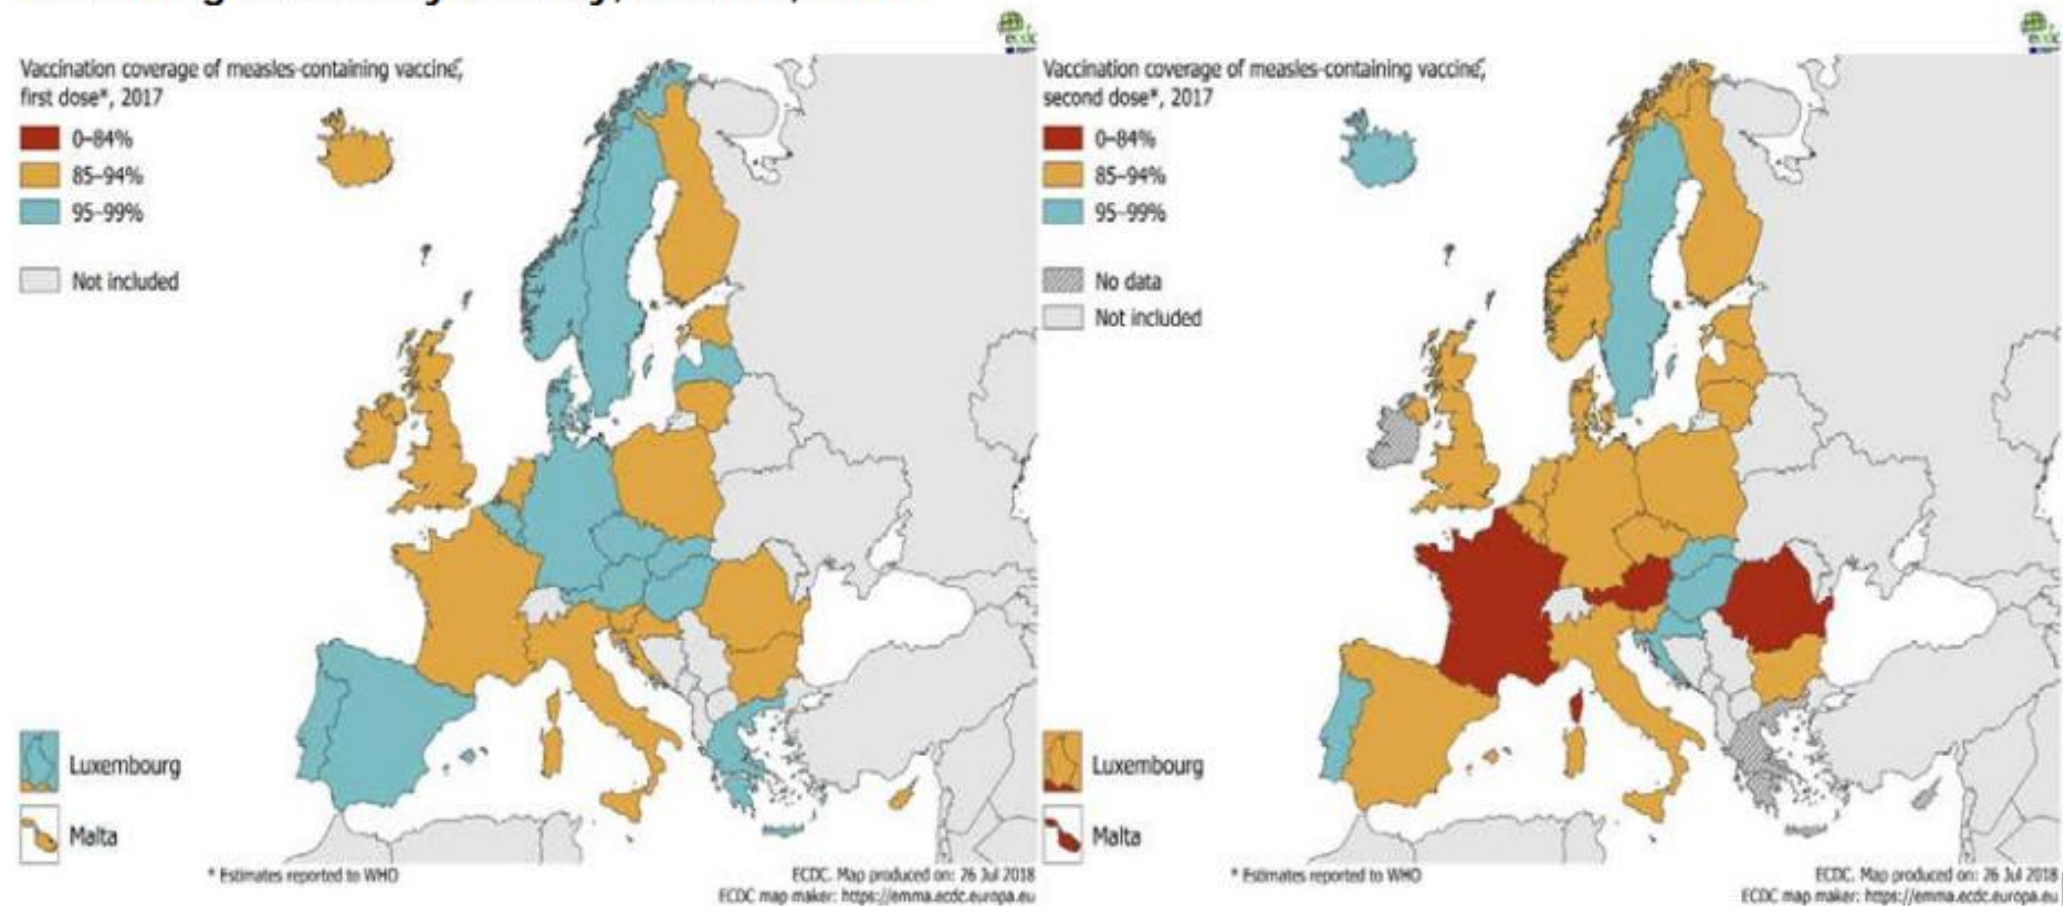 Vaccination coverage of measles-containing vaccine,
first dose*, 2017
0-84%
85-94%
95-99%
Not included
Luxembourg
Malta
* Estimates reported to WHO
ECDC. Map produced on: 26 Jul 2018
ECDC map maker: https://emma.ecdc.europa.eu
ecdc
Vaccination coverage of measles-containing vaccine,
second dose*, 2017
0-84%
85-94%
95-99%
No data
Not included
Luxembourg
Malta
* Estimates reported to WHO
ECDC. Map produced on: 26 Jul 2018
ECDC map maker: https://emma.ecdc.europa.eu
ecdc